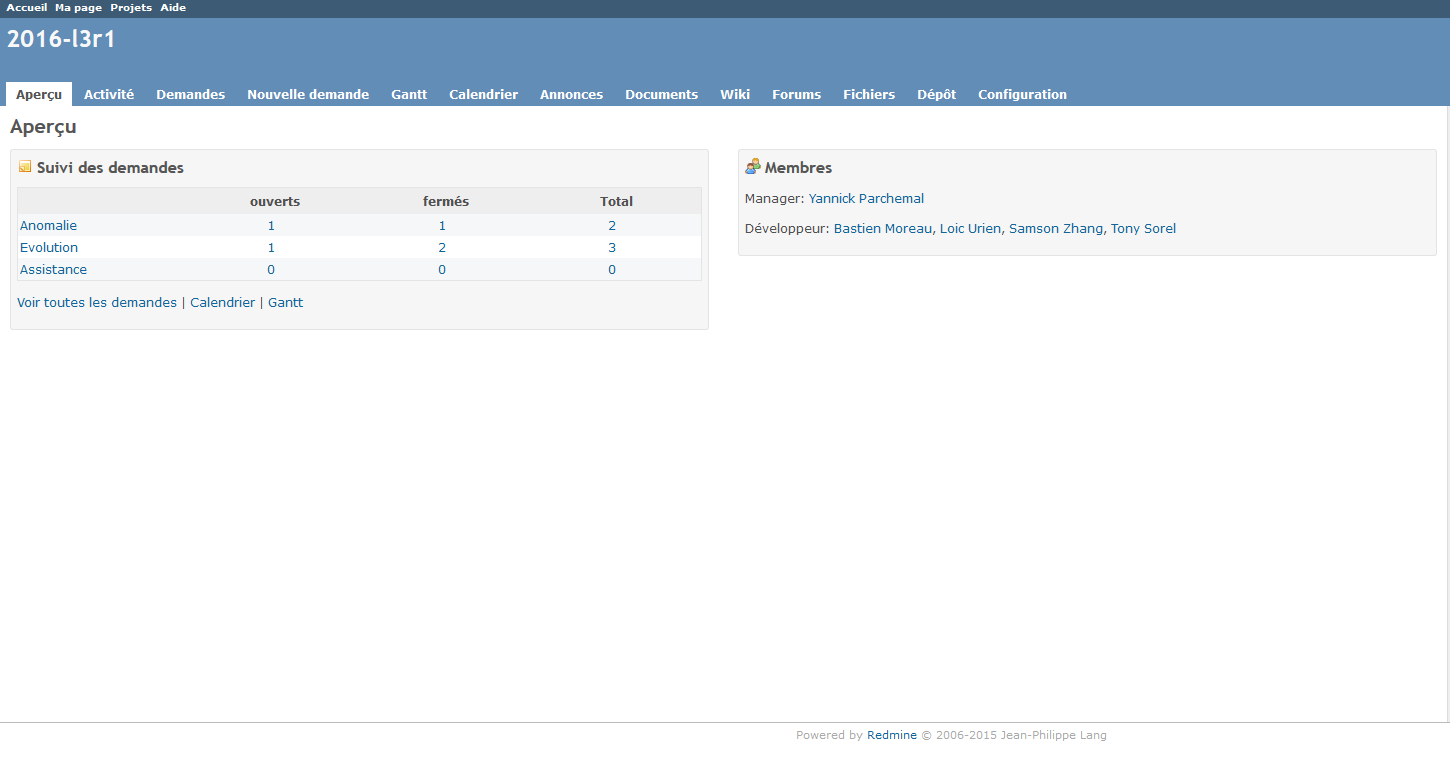 Accueil Ma page Projets Aide
2016-l3r1
Aperçu Activité Demandes Nouvelle demande Gantt Calendrier Annonces Documents Wiki Forums Fichiers Dépôt Configuration
Aperçu
Suivi des demandes
ouverts fermés Total
Anomalie 1 1 2
Evolution 1 2 3
Assistance 0 0 0
Voir toutes les demandes | Calendrier | Gantt
Membres
Manager: Yannick Parchemal
Développeur: Bastien Moreau, Loic Urien, Samson Zhang, Tony Sorel
Powered by Redmine © 2006-2015 Jean-Philippe Lang